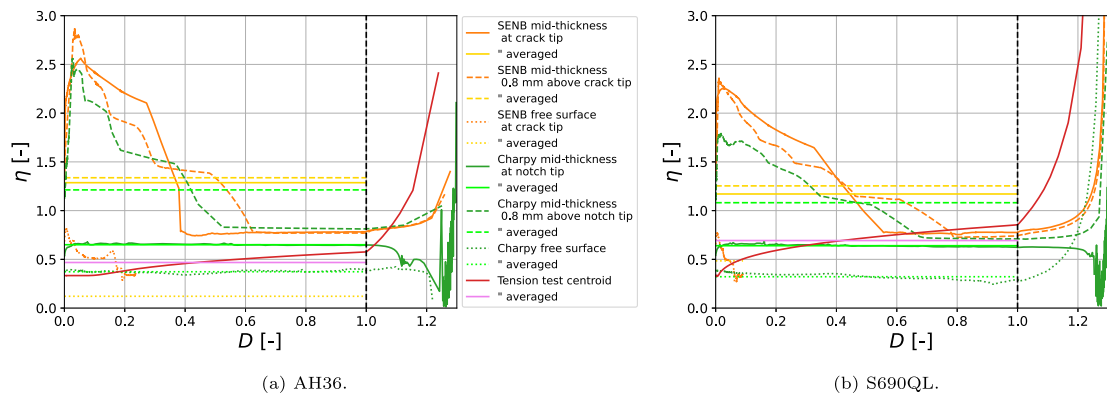 3.0
2.5
2.0
1.5
1.0
0.5
0.0
η [-]
0.0 0.2 0.4 0.6 0.8 1.0 1.2
D [-]
SENB mid-thickness
at crack tip
" averaged
SENB mid-thickness
0.8 mm above crack tip
" averaged
SENB free surface
at crack tip
" averaged
Charpy mid-thickness
at notch tip
" averaged
Charpy mid-thickness
0.8 mm above notch tip
" averaged
Charpy free surface
" averaged
Tension test centroid
" averaged
3.0
2.5
2.0
1.5
1.0
0.5
0.0
η [-]
0.0 0.2 0.4 0.6 0.8 1.0 1.2
D [-]
(a) AH36.
(b) S690QL.